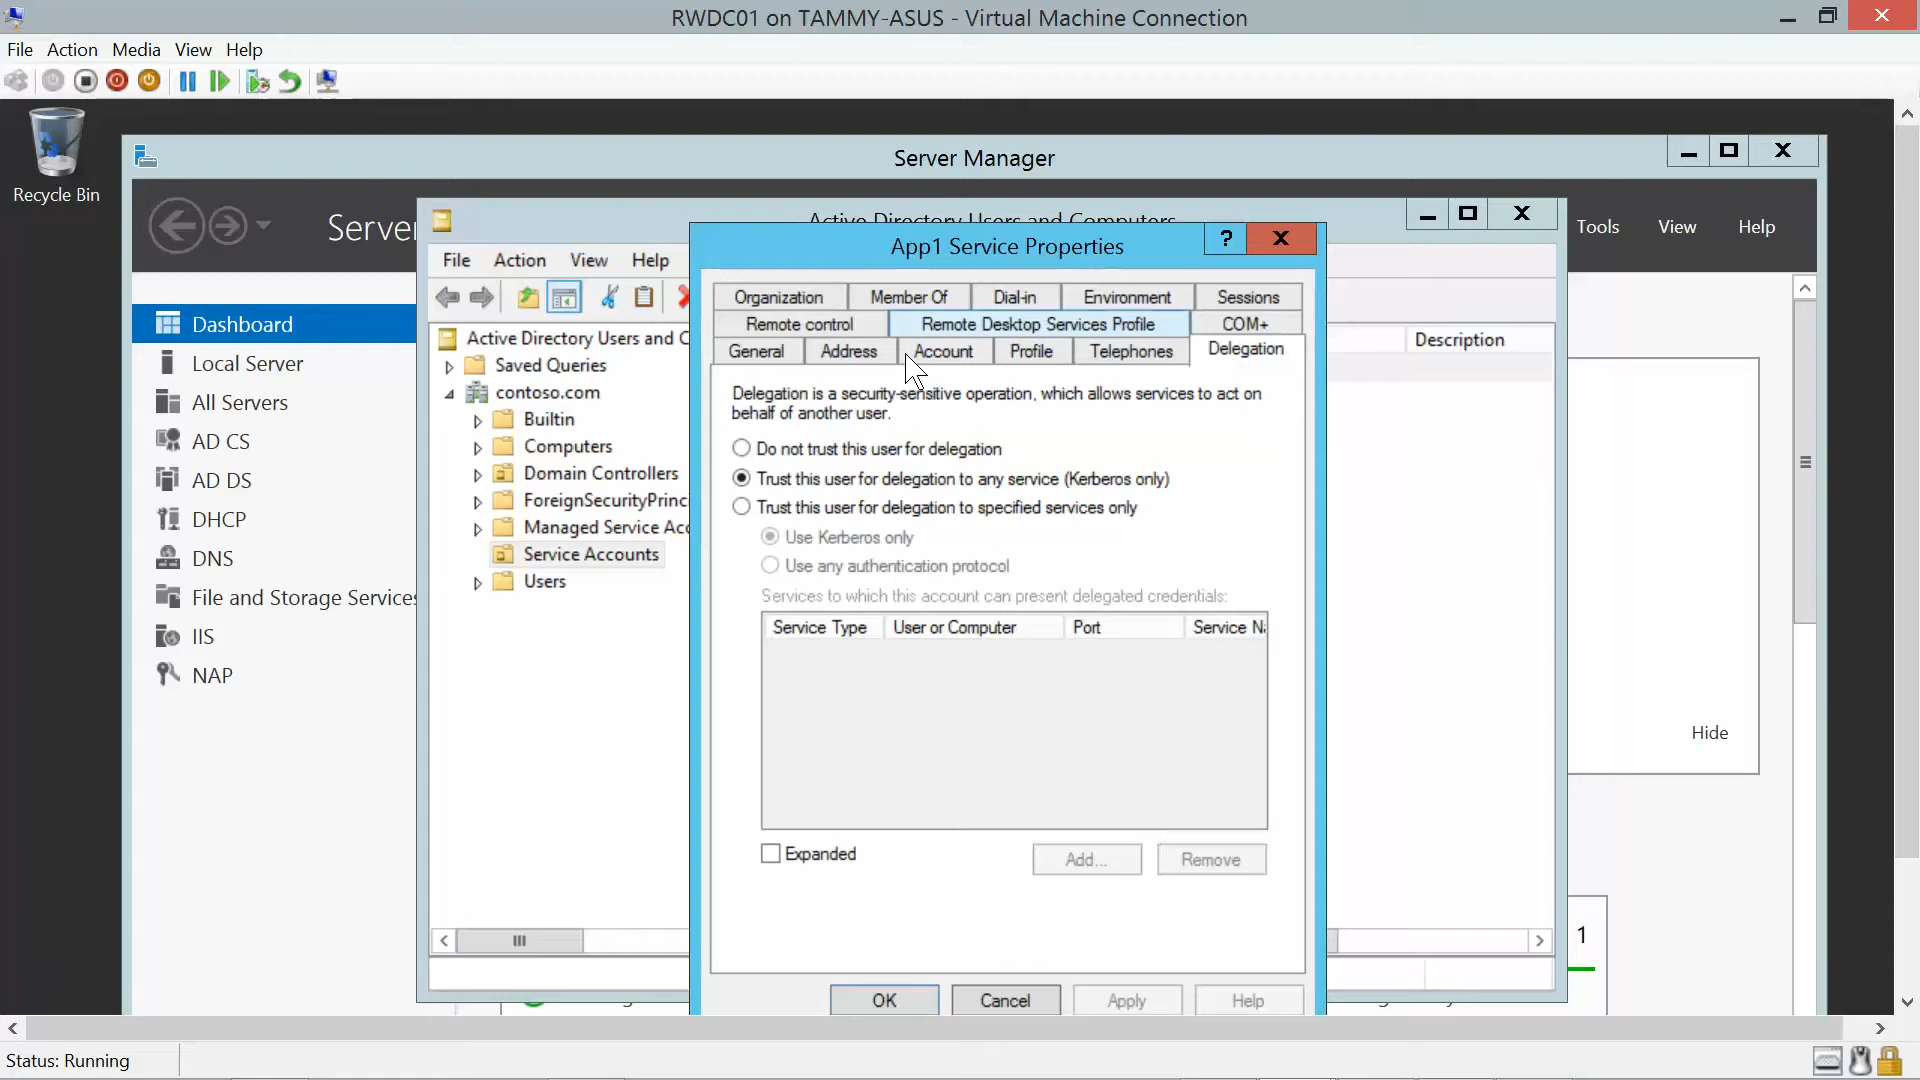 RWDC01 on TAMMY-ASUS - Virtual Machine Connection
File Action Media View Help
Recycle Bin
Server Manager
Server
Tools View Help
Dashboard
Local Server
All Servers
AD CS
AD DS
DHCP
DNS
File and Storage Services
IIS
NAP
Hide
1
Active Directory Users and Computers
File Action View Help
Active Directory Users and C
Saved Queries
contoso.com
Builtin
Computers
Domain Controllers
ForeignSecurityPrinc
Managed Service Acc
Service Accounts
Users
Description
App1 Service Properties
?
Organization Member Of Dial-in Environment Sessions
Remote control Remote Desktop Services Profile COM+
General Address Account Profile Telephones Delegation
Delegation is a security-sensitive operation, which allows services to act on
behalf of another user.
Do not trust this user for delegation
Trust this user for delegation to any service (Kerberos only)
Trust this user for delegation to specified services only
Use Kerberos only
Use any authentication protocol
Services to which this account can present delegated credentials:
Service Type User or Computer Port Service N
Expanded
Add... Remove
OK Cancel Apply Help
Status: Running